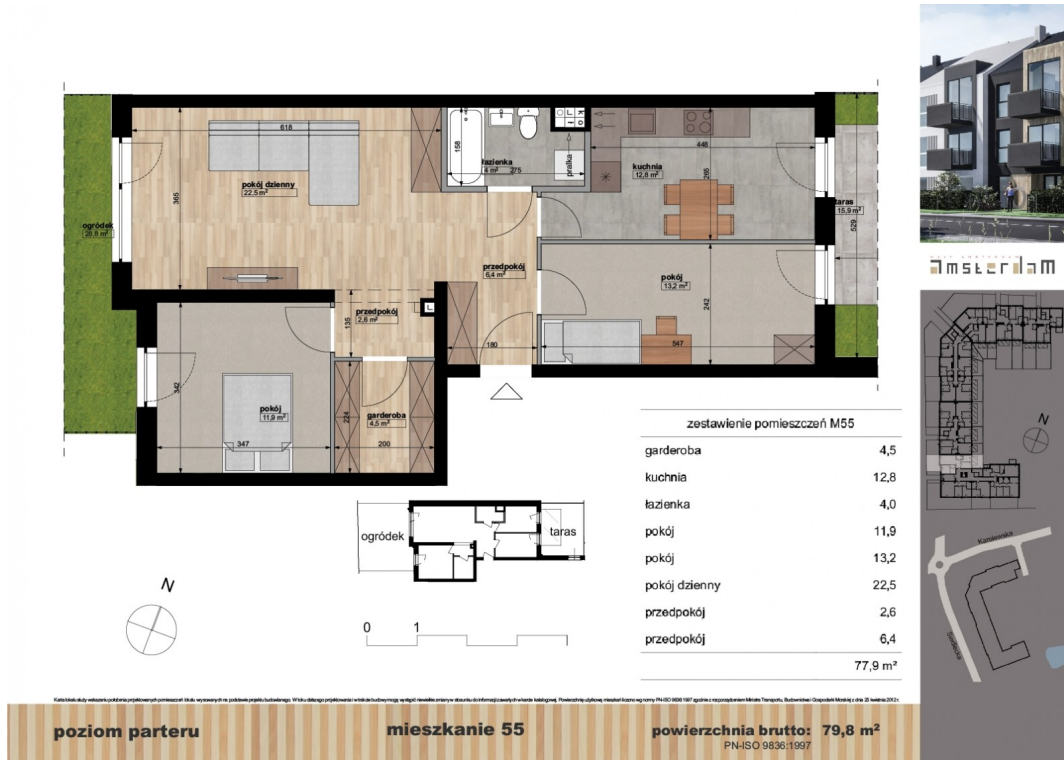 618
158
łazienka
4 m²
275
pralka
446
kuchnia
12,8 m²
265
pokój dzienny
22,5 m²
365
ogródek
28,8 m²
taras
15,9 m²
529
przedpokój
6,4 m²
pokój
13,2 m²
242
547
przedpokój
2,6 m²
135
180
342
pokój
11,9 m²
347
224
garderoba
4,5 m²
200
amsterdam
N
zestawienie pomieszczeń M55
garderoba 4,5
kuchnia 12,8
łazienka 4,0
pokój 11,9
pokój 13,2
pokój dzienny 22,5
przedpokój 2,6
przedpokój 6,4
77,9 m²
ogródek
taras
N
0 1
Kamiewska
Siedlecka
poziom parteru
mieszkanie 55
powierzchnia brutto: 79,8 m²
PN-ISO 9836:1997